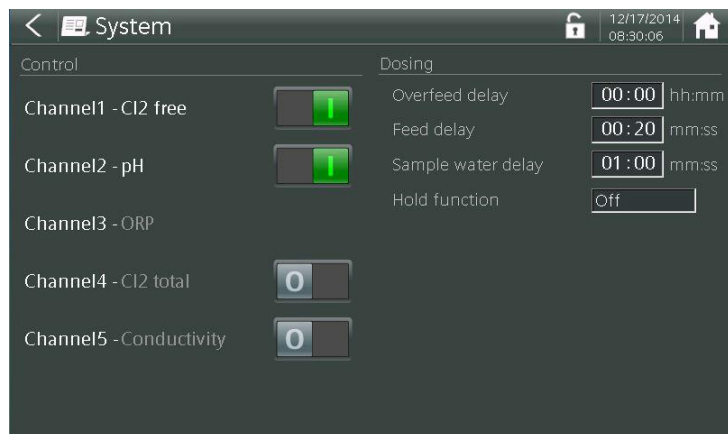 System
12/17/2014
08:30:06
Control
Channel1 - Cl2 free
I
Channel2 - pH
I
Channel3 - ORP
Channel4 - Cl2 total
O
Channel5 - Conductivity
O
Dosing
Overfeed delay 00:00 hh:mm
Feed delay 00:20 mm:ss
Sample water delay 01:00 mm:ss
Hold function Off